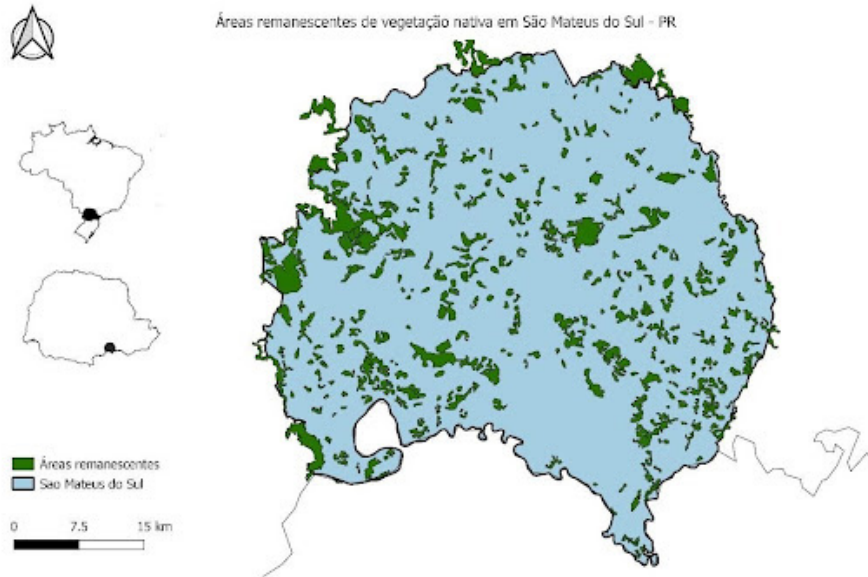 Áreas remanescentes de vegetação nativa em São Mateus do Sul - PR
Áreas remanescentes
Sao Mateus do Sul
0 7.5 15 km